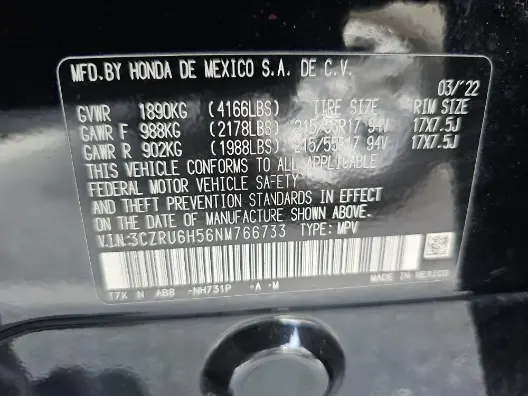 MFD.BY HONDA DE MEXICO S.A. DE C.V.
03/'22
GVWR 1890KG (4166LBS) TIRE SIZE RIM SIZE
GAWR F 988KG (2178LBS) 215/55R17 94V 17X7.5J
GAWR R 902KG (1988LBS) 215/55R17 94V 17X7.5J
THIS VEHICLE CONFORMS TO ALL APPLICABLE
FEDERAL MOTOR VEHICLE SAFETY
AND THEFT PREVENTION STANDARDS IN EFFECT
ON THE DATE OF MANUFACTURE SHOWN ABOVE.
V.I.N:3CZRU6H56NM766733 TYPE: MPV
T7X N AB8 -NH731P -A -M
MADE IN MEXICO